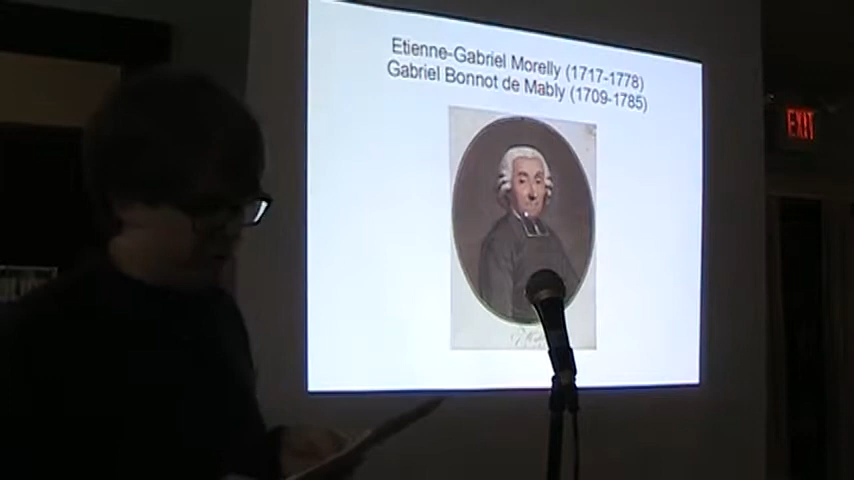 Etienne-Gabriel Morelly (1717-1778)
Gabriel Bonnot de Mably (1709-1785)
EXIT